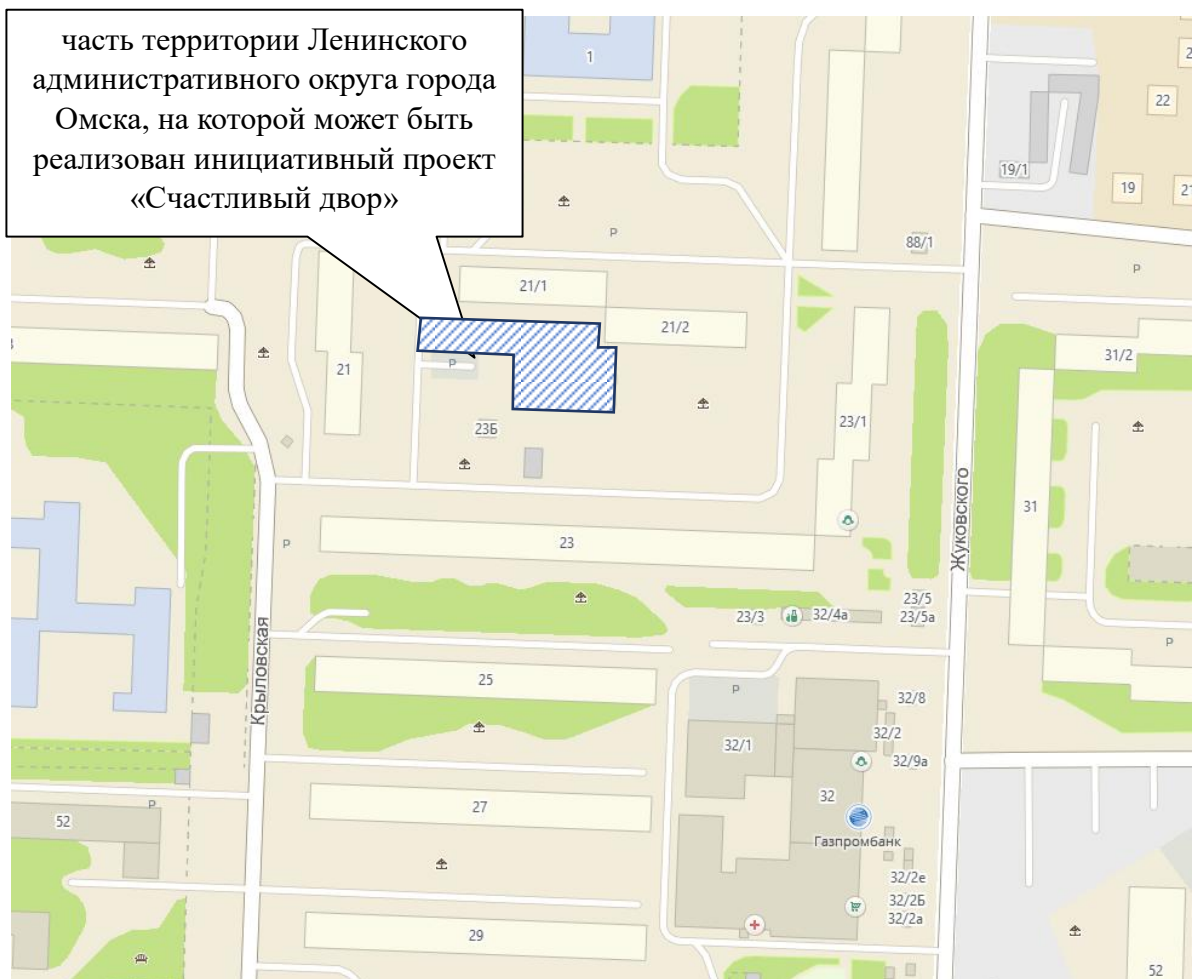 часть территории Ленинского
административного округа города
Омска, на которой может быть
реализован инициативный проект
«Счастливый двор»
1
2
22
19/1
19
21
88/1
P
P
21/1
21/2
31/2
21
P
23Б
23/1
31
Жуковского
P
23
23/5
23/3
32/4а
23/5а
P
Крыловская
25
P
32/8
32/2
32/1
32/9а
32
P
27
52
Газпромбанк
32/2е
32/2Б
32/2а
29
52